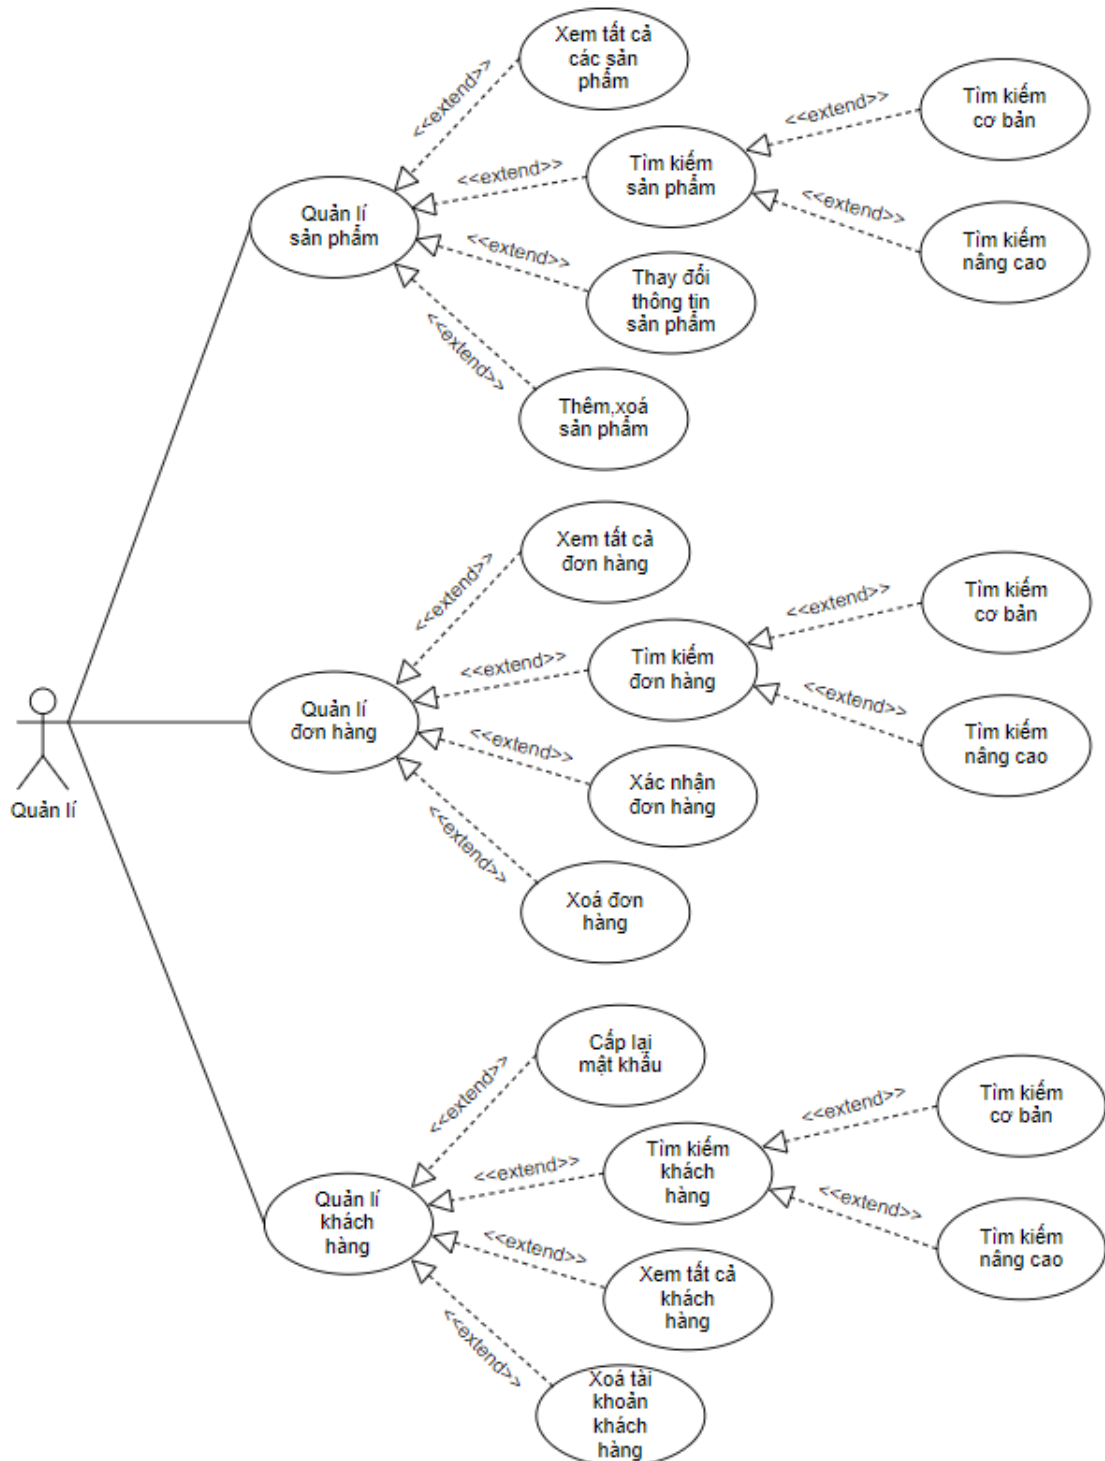 Xem tất cả
các sản
phẩm
<<extend>>
Tìm kiếm
cơ bản
<<extend>>
Tìm kiếm
sản phẩm
<<extend>>
Quản lí
sản phẩm
<<extend>>
Tìm kiếm
nâng cao
<<extend>>
Thay đổi
thông tin
sản phẩm
<<extend>>
Thêm,xoá
sản phẩm
Xem tất cả
đơn hàng
<<extend>>
Tìm kiếm
cơ bản
<<extend>>
Tìm kiếm
đơn hàng
<<extend>>
Quản lí
đơn hàng
<<extend>>
Tìm kiếm
nâng cao
<<extend>>
Xác nhận
đơn hàng
Quản lí
<<extend>>
Xoá đơn
hàng
Cấp lại
mật khẩu
<<extend>>
Tìm kiếm
cơ bản
<<extend>>
Tìm kiếm
khách
hàng
<<extend>>
Quản lí
khách
hàng
<<extend>>
Tìm kiếm
nâng cao
<<extend>>
Xem tất cả
khách
hàng
<<extend>>
Xoá tài
khoản
khách
hàng